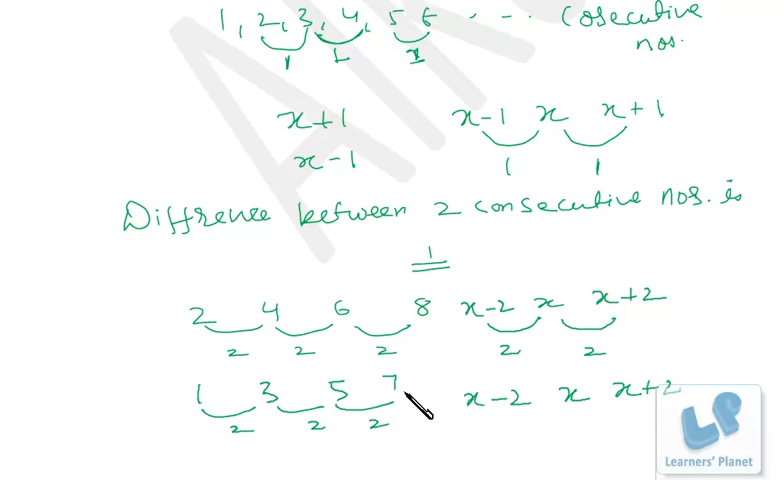 1, 2, 3, 4, 5 6 - - - Cosecutive
nos.
1 1 1
x+1 x-1 x x+1
x-1 1 1
Diffrence between 2 consecutive nos. is
1
2 4 6 8 x-2 x x+2
2 2 2 2 2
1 3 5 7 x-2 x x+2
2 2 2
LP
Learners' Planet